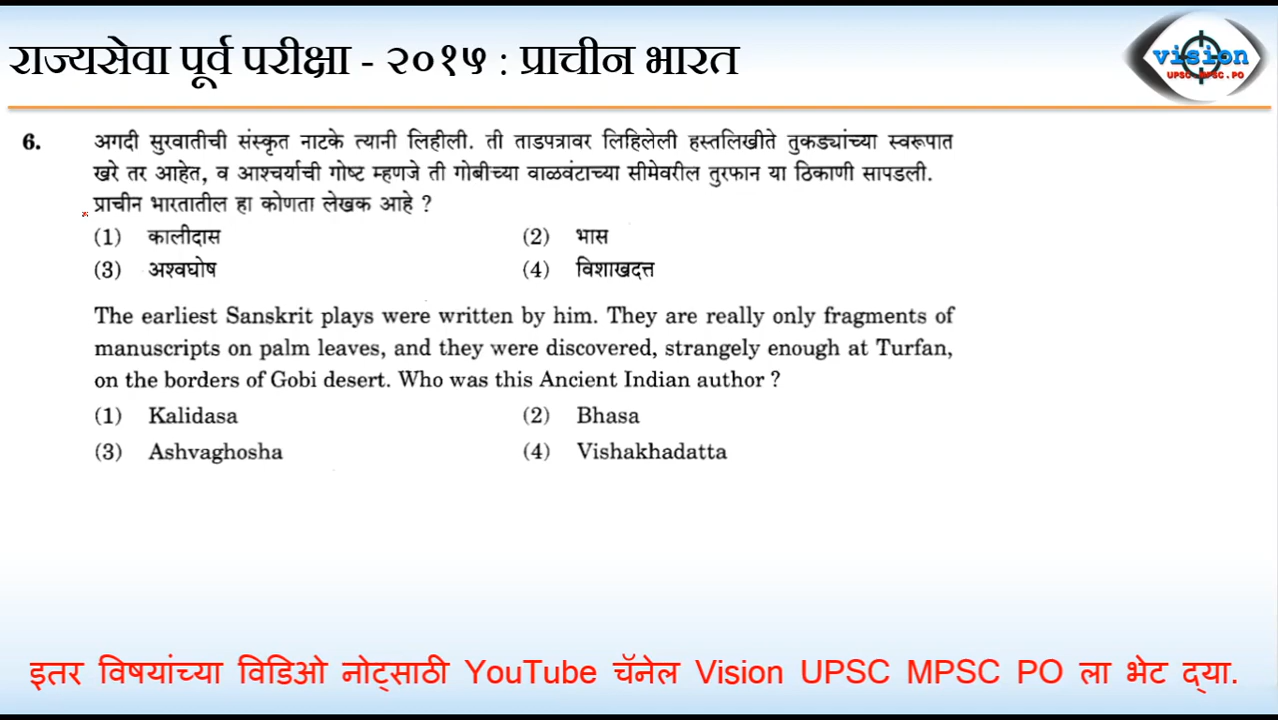 राज्यसेवा पूर्व परीक्षा - २०१५ : प्राचीन भारत
vision
UPSC MPSC . PO
6. अगदी सुरवातीची संस्कृत नाटके त्यानी लिहीली. ती ताडपत्रावर लिहिलेली हस्तलिखीते तुकड्यांच्या स्वरूपात
खरे तर आहेत, व आश्चर्याची गोष्ट म्हणजे ती गोबीच्या वाळवंटाच्या सीमेवरील तुरफान या ठिकाणी सापडली.
प्राचीन भारतातील हा कोणता लेखक आहे ?
(1) कालीदास (2) भास
(3) अश्वघोष (4) विशाखदत्त
The earliest Sanskrit plays were written by him. They are really only fragments of
manuscripts on palm leaves, and they were discovered, strangely enough at Turfan,
on the borders of Gobi desert. Who was this Ancient Indian author ?
(1) Kalidasa (2) Bhasa
(3) Ashvaghosha (4) Vishakhadatta
इतर विषयांच्या विडिओ नोट्साठी YouTube चॅनेल Vision UPSC MPSC PO ला भेट द्या.